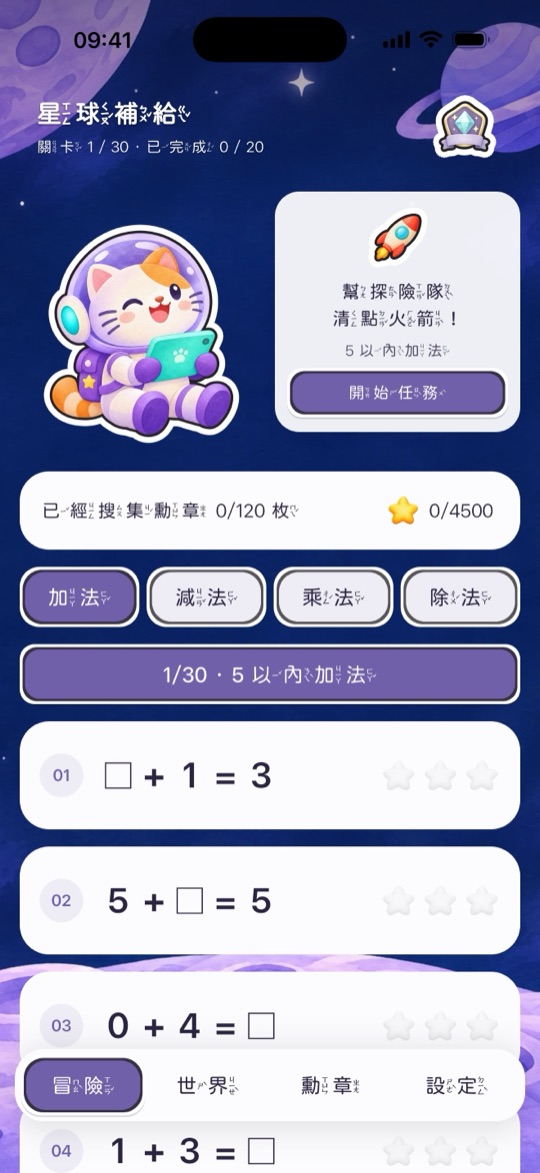 09:41
星球補給
關卡 1 / 30 · 已完成 0 / 20
幫探險隊
清點火箭！
5 以內加法
開始任務
已經搜集勳章 0/120 枚
0/4500
加法 減法 乘法 除法
1/30 · 5 以內加法
01 □ + 1 = 3
02 5 + □ = 5
03 0 + 4 = □
冒險 世界 勳章 設定
04 1 + 3 = □